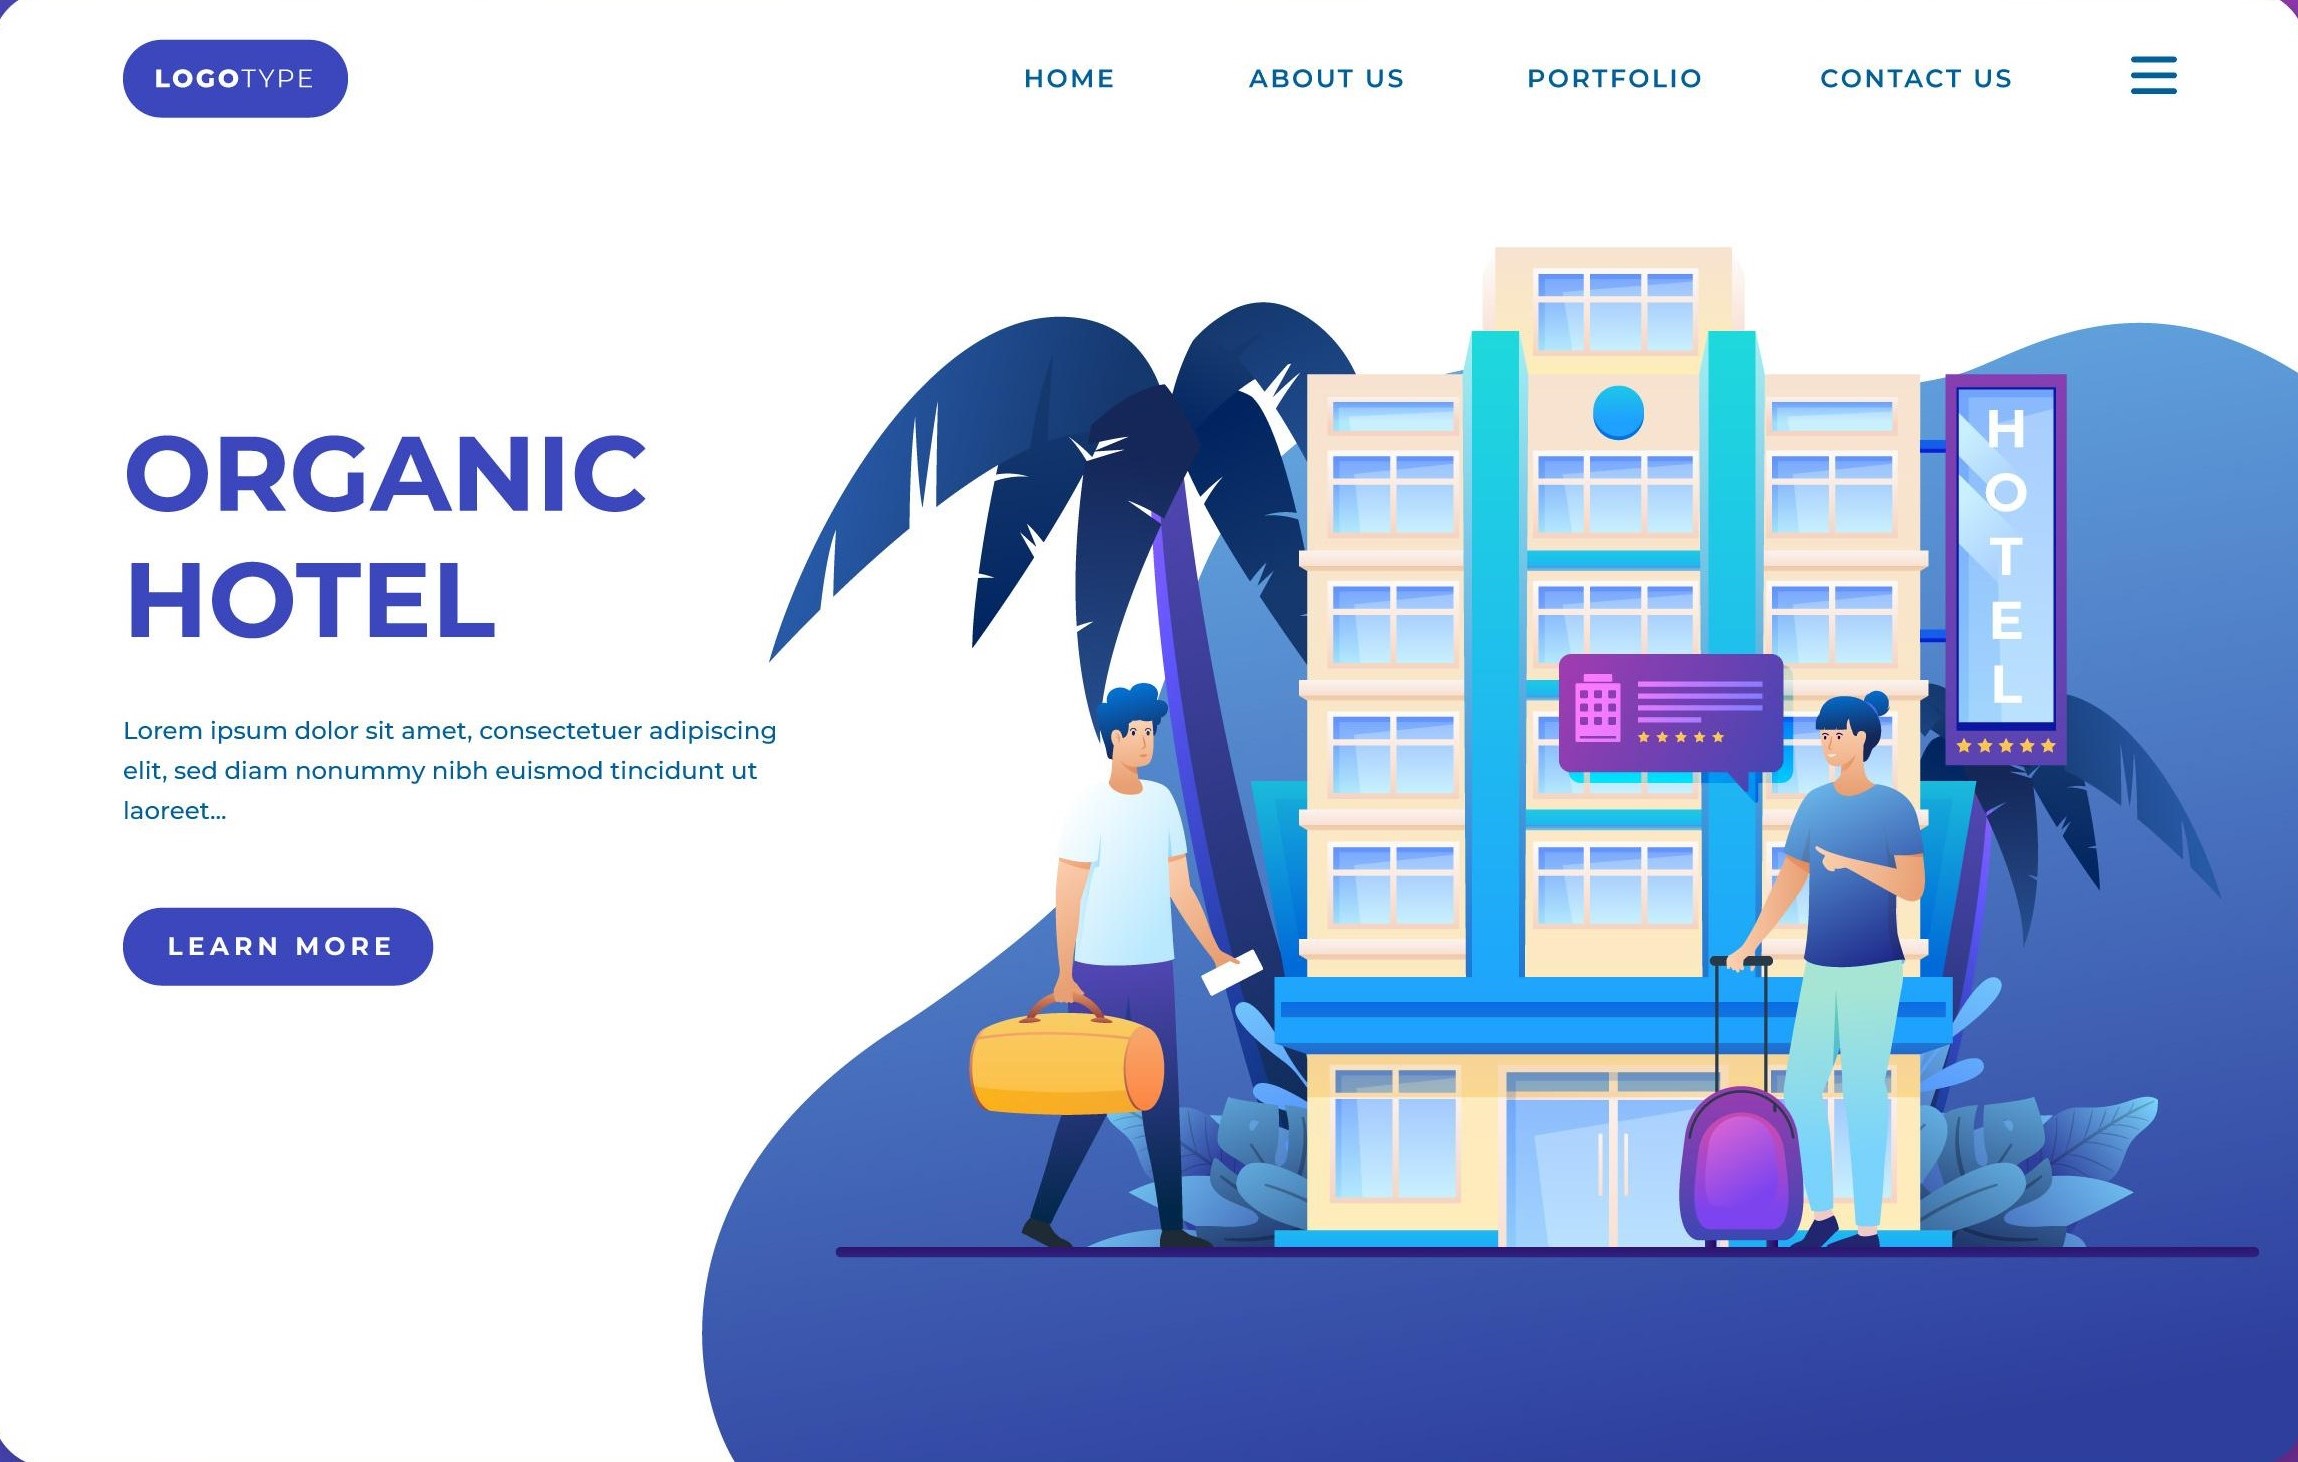 LOGOTYPE
HOME ABOUT US PORTFOLIO CONTACT US
ORGANIC
HOTEL
Lorem ipsum dolor sit amet, consectetuer adipiscing
elit, sed diam nonummy nibh euismod tincidunt ut
laoreet...
LEARN MORE
HOTEL